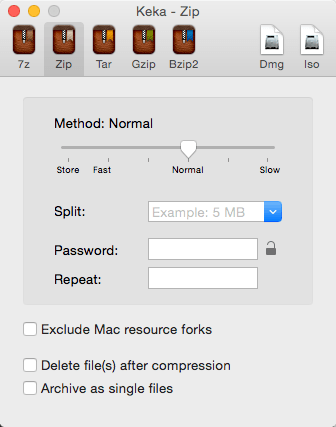 Keka - Zip
7z Zip Tar Gzip Bzip2 Dmg Iso
Method: Normal
Store Fast Normal Slow
Split: Example: 5 MB
Password:
Repeat:
Exclude Mac resource forks
Delete file(s) after compression
Archive as single files